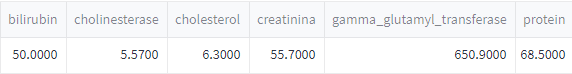 bilirubin cholinesterase cholesterol creatinina gamma_glutamyl_transferase protein
50.0000 5.5700 6.3000 55.7000 650.9000 68.5000